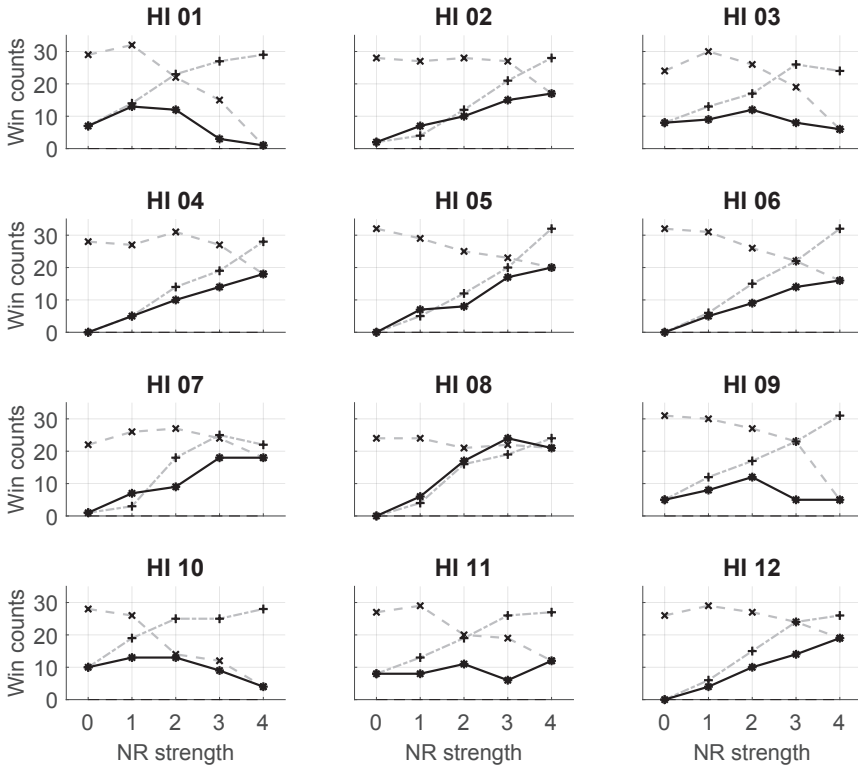 HI 01 HI 02 HI 03
Win counts
30
20
10
0
HI 04 HI 05 HI 06
Win counts
30
20
10
0
HI 07 HI 08 HI 09
Win counts
30
20
10
0
HI 10 HI 11 HI 12
Win counts
30
20
10
0
0 1 2 3 4 0 1 2 3 4 0 1 2 3 4
NR strength NR strength NR strength